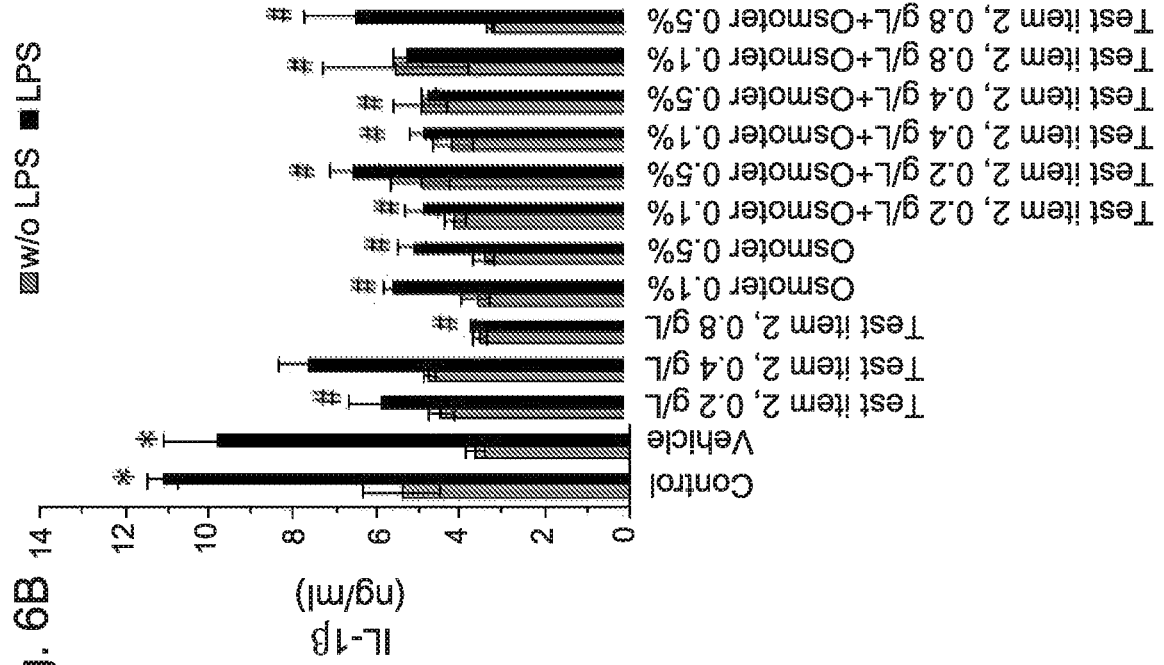 g. 6B
w/o LPS LPS
IL-1β
(ng/ml)
14
12
10
8
6
4
2
0
* Control
* Vehicle
## Test item 2, 0.2 g/L
Test item 2, 0.4 g/L
## Test item 2, 0.8 g/L
## Osmoter 0.1%
## Osmoter 0.5%
## Test item 2, 0.2 g/L+Osmoter 0.1%
## Test item 2, 0.2 g/L+Osmoter 0.5%
## Test item 2, 0.4 g/L+Osmoter 0.1%
## Test item 2, 0.4 g/L+Osmoter 0.5%
## Test item 2, 0.8 g/L+Osmoter 0.1%
## Test item 2, 0.8 g/L+Osmoter 0.5%